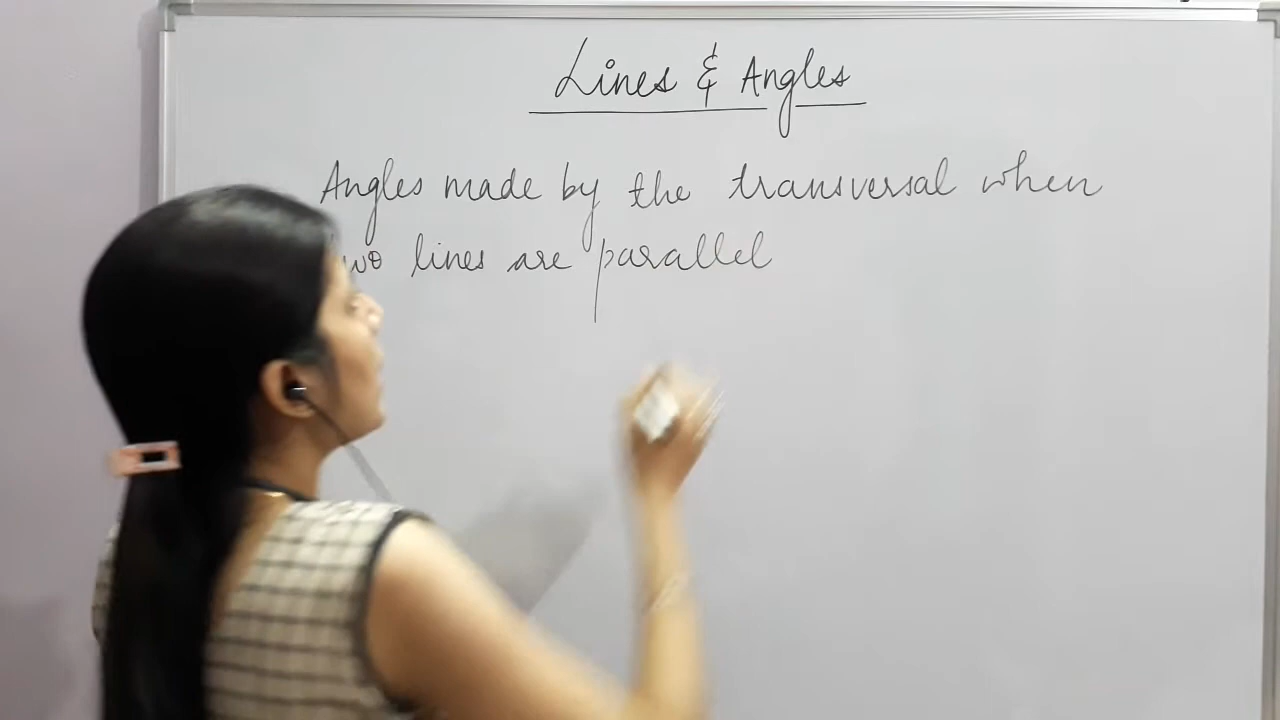 Lines & Angles
Angles made by the transversal when
two lines are parallel